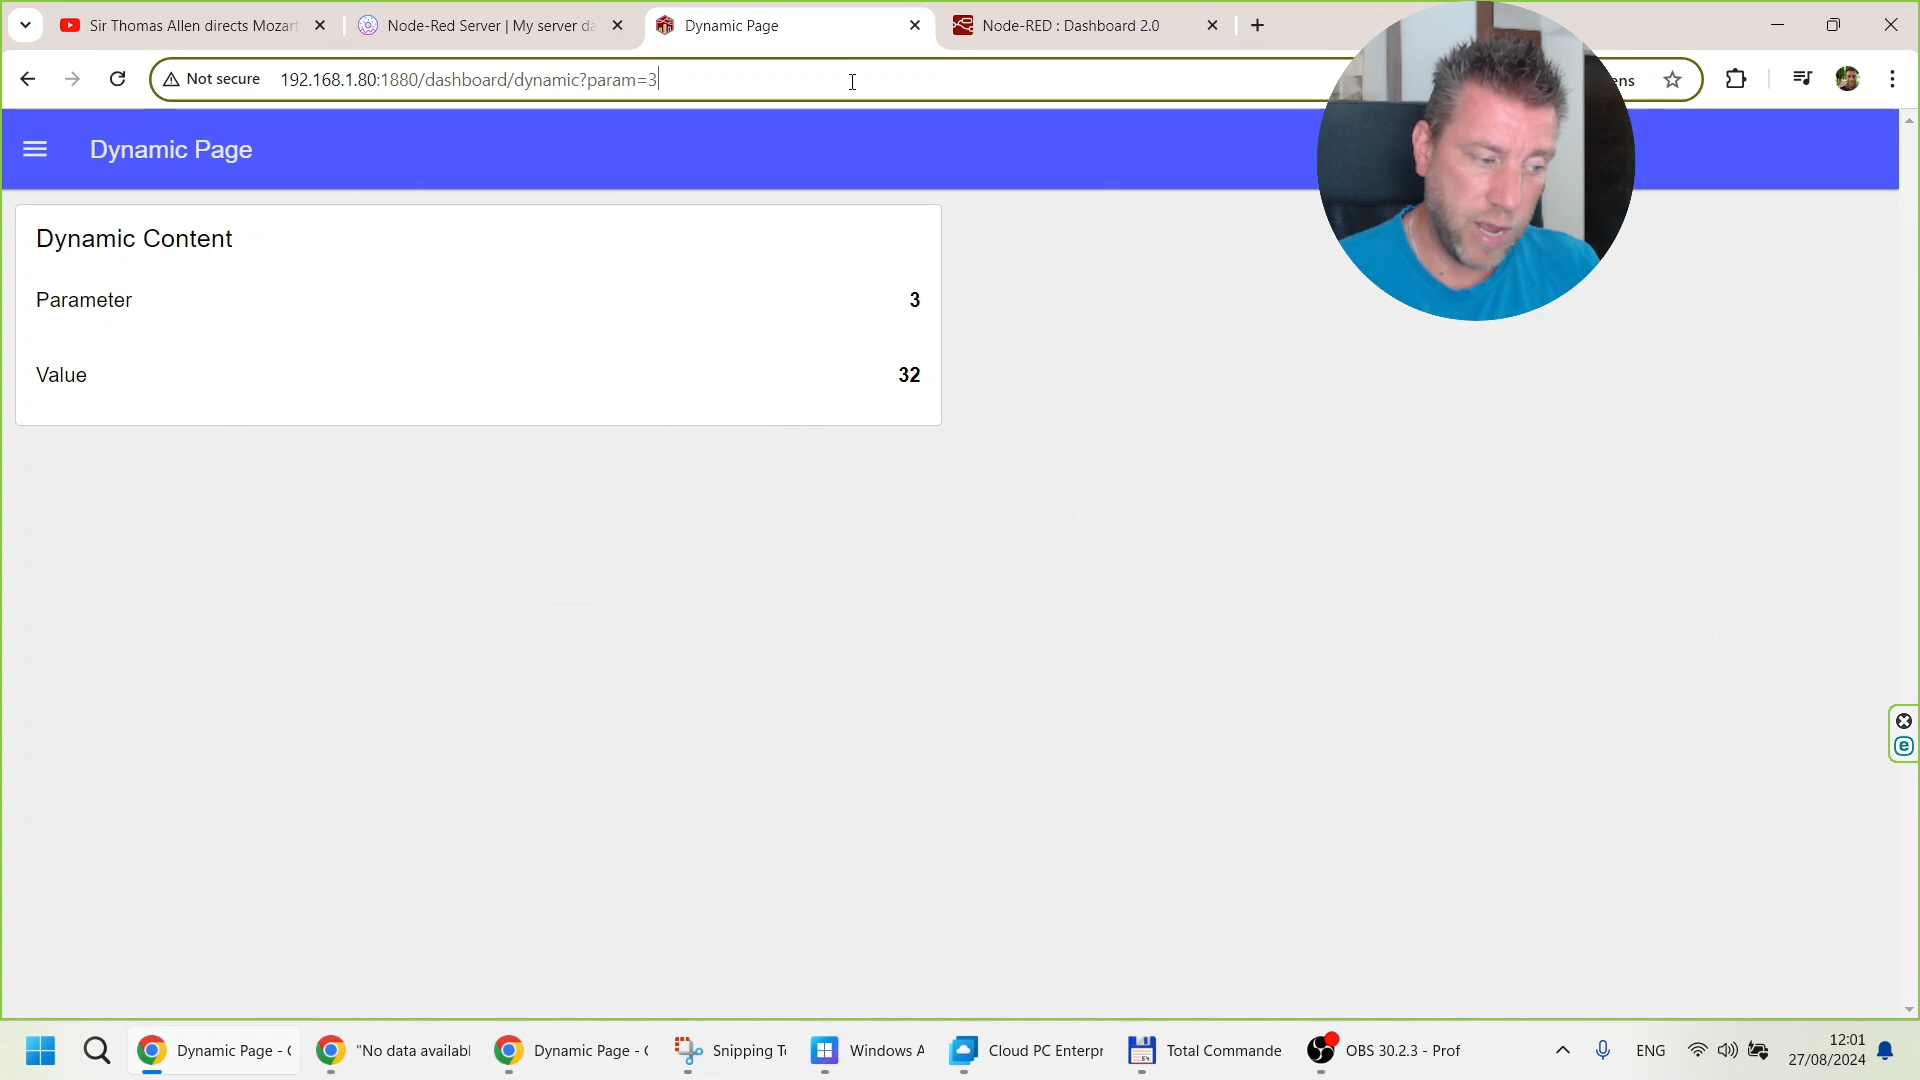 Sir Thomas Allen directs Mozart
Node-Red Server | My server da
Dynamic Page
Node-RED : Dashboard 2.0
Not secure
192.168.1.80:1880/dashboard/dynamic?param=3
ens
Dynamic Page
Dynamic Content
Parameter
3
Value
32
Dynamic Page - (
"No data availabl
Dynamic Page - (
Snipping To
Windows A
Cloud PC Enterpr
Total Commande
OBS 30.2.3 - Prof
ENG
12:01
27/08/2024